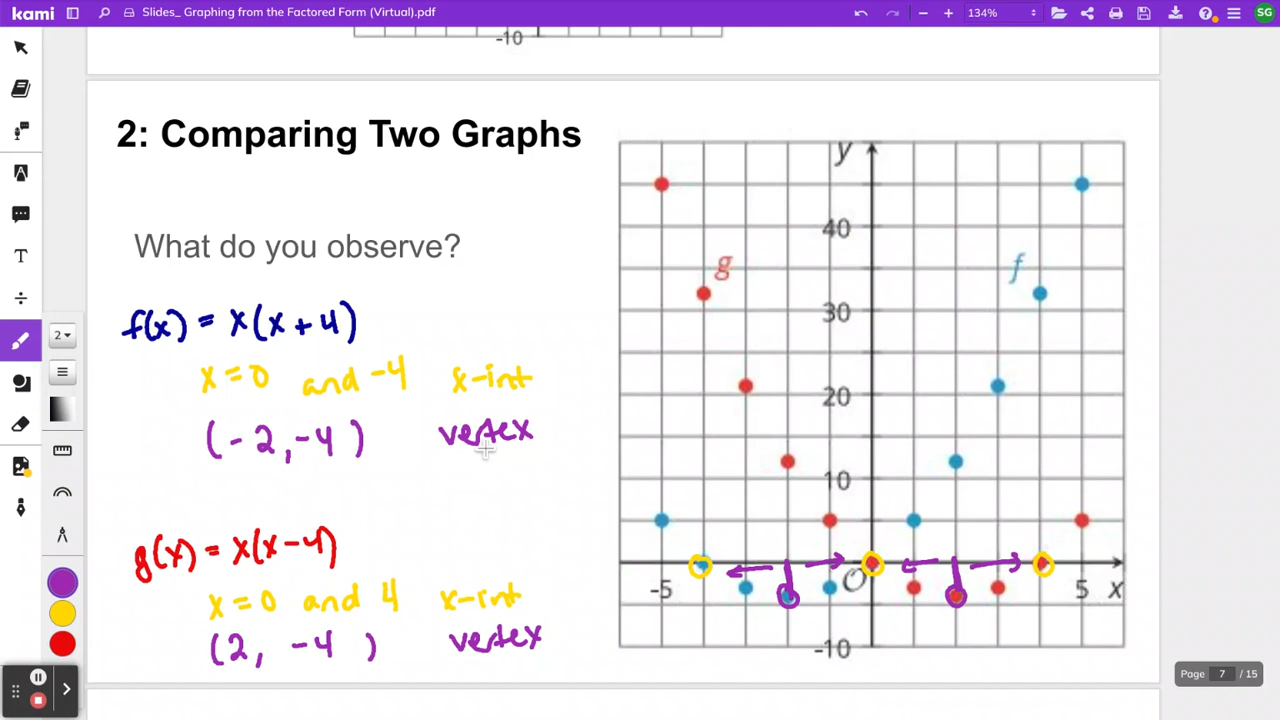 kami Slides_ Graphing from the Factored Form (Virtual).pdf 134% SG
-10
2: Comparing Two Graphs
What do you observe?
f(x) = x(x+4)
x=0 and -4 x-int
(-2,-4) vertex
g(x) = x(x-4)
x=0 and 4 x-int
(2, -4) vertex
y
40
g f
30
20
10
-5 O 5 x
-10
2
Page 7 / 15